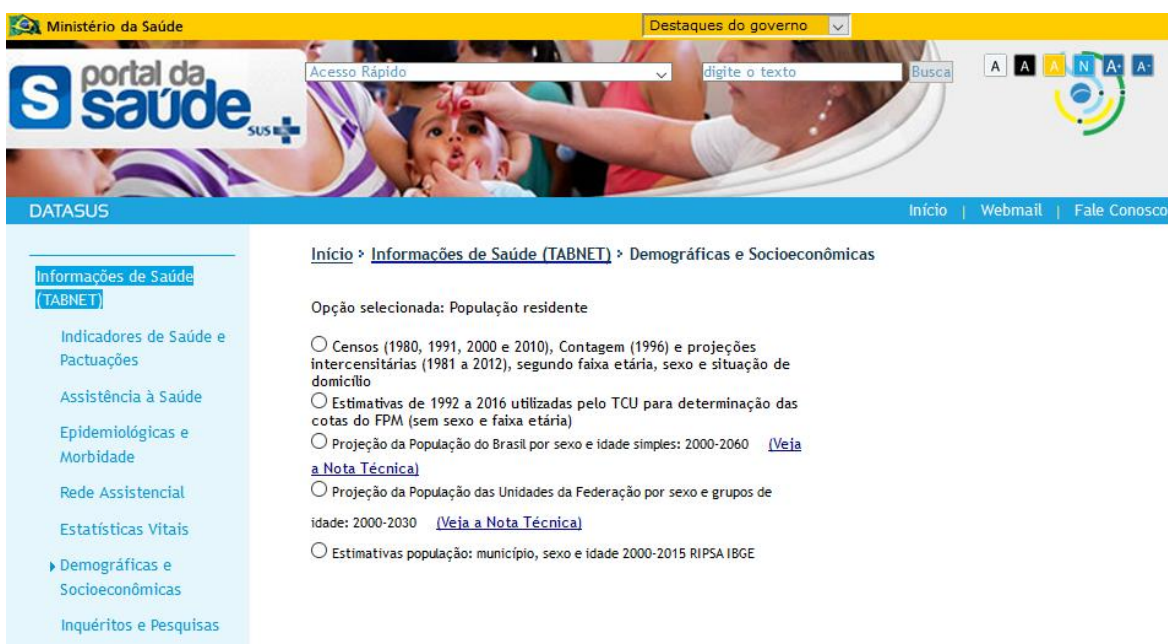 Ministério da Saúde
Destaques do governo
portal da
saúde
SUS
Acesso Rápido
digite o texto
Busca
A A A N A+ A-
DATASUS
Início | Webmail | Fale Conosco
Informações de Saúde
(TABNET)
Indicadores de Saúde e
Pactuações
Assistência à Saúde
Epidemiológicas e
Morbidade
Rede Assistencial
Estatísticas Vitais
Demográficas e
Socioeconômicas
Inquéritos e Pesquisas
Início > Informações de Saúde (TABNET) > Demográficas e Socioeconômicas
Opção selecionada: População residente
Censos (1980, 1991, 2000 e 2010), Contagem (1996) e projeções
intercensitárias (1981 a 2012), segundo faixa etária, sexo e situação de
domicílio
Estimativas de 1992 a 2016 utilizadas pelo TCU para determinação das
cotas do FPM (sem sexo e faixa etária)
Projeção da População do Brasil por sexo e idade simples: 2000-2060 (Veja
a Nota Técnica)
Projeção da População das Unidades da Federação por sexo e grupos de
idade: 2000-2030 (Veja a Nota Técnica)
Estimativas população: município, sexo e idade 2000-2015 RIPSA IBGE